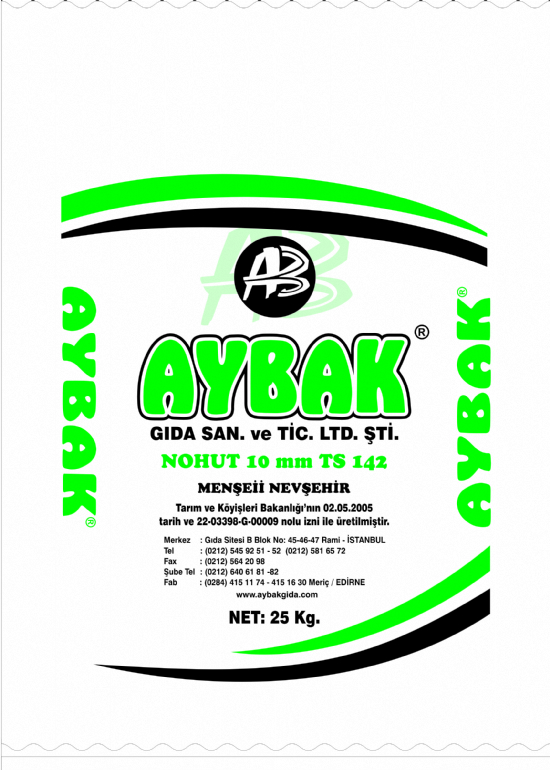 AB
AYBAK®
GIDA SAN. ve TİC. LTD. ŞTİ.
NOHUT 10 mm TS 142
MENŞEİİ NEVŞEHİR
Tarım ve Köyişleri Bakanlığı'nın 02.05.2005
tarih ve 22-03398-G-00009 nolu izni ile üretilmiştir.
Merkez : Gıda Sitesi B Blok No: 45-46-47 Rami - İSTANBUL
Tel : (0212) 545 92 51 - 52 (0212) 581 65 72
Fax : (0212) 564 20 98
Şube Tel : (0212) 640 61 81 -82
Fab : (0284) 415 11 74 - 415 16 30 Meriç / EDİRNE
www.aybakgida.com
NET: 25 Kg.
AYBAK®
AYBAK®